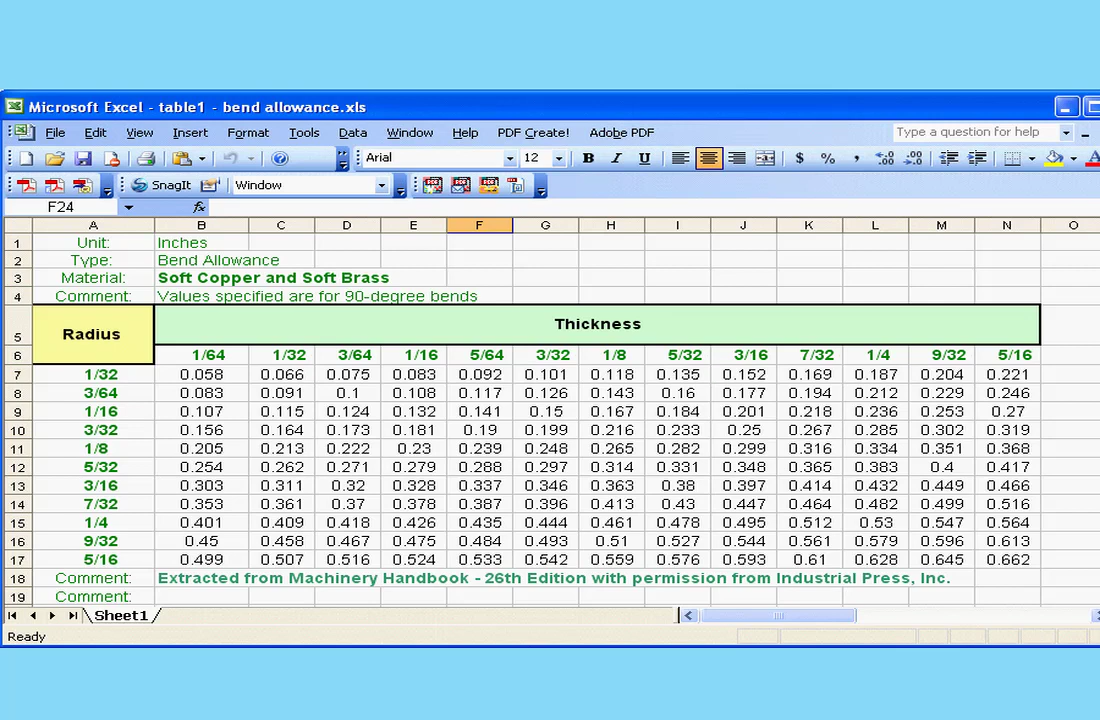 Microsoft Excel - table1 - bend allowance.xls
File Edit View Insert Format Tools Data Window Help PDF Create! Adobe PDF Type a question for help
Arial 12 B I U $ % ,
SnagIt Window
F24 fx
A B C D E F G H I J K L M N O
1 Unit: Inches
2 Type: Bend Allowance
3 Material: Soft Copper and Soft Brass
4 Comment: Values specified are for 90-degree bends
5 Radius Thickness
6 1/64 1/32 3/64 1/16 5/64 3/32 1/8 5/32 3/16 7/32 1/4 9/32 5/16
7 1/32 0.058 0.066 0.075 0.083 0.092 0.101 0.118 0.135 0.152 0.169 0.187 0.204 0.221
8 3/64 0.083 0.091 0.1 0.108 0.117 0.126 0.143 0.16 0.177 0.194 0.212 0.229 0.246
9 1/16 0.107 0.115 0.124 0.132 0.141 0.15 0.167 0.184 0.201 0.218 0.236 0.253 0.27
10 3/32 0.156 0.164 0.173 0.181 0.19 0.199 0.216 0.233 0.25 0.267 0.285 0.302 0.319
11 1/8 0.205 0.213 0.222 0.23 0.239 0.248 0.265 0.282 0.299 0.316 0.334 0.351 0.368
12 5/32 0.254 0.262 0.271 0.279 0.288 0.297 0.314 0.331 0.348 0.365 0.383 0.4 0.417
13 3/16 0.303 0.311 0.32 0.328 0.337 0.346 0.363 0.38 0.397 0.414 0.432 0.449 0.466
14 7/32 0.353 0.361 0.37 0.378 0.387 0.396 0.413 0.43 0.447 0.464 0.482 0.499 0.516
15 1/4 0.401 0.409 0.418 0.426 0.435 0.444 0.461 0.478 0.495 0.512 0.53 0.547 0.564
16 9/32 0.45 0.458 0.467 0.475 0.484 0.493 0.51 0.527 0.544 0.561 0.579 0.596 0.613
17 5/16 0.499 0.507 0.516 0.524 0.533 0.542 0.559 0.576 0.593 0.61 0.628 0.645 0.662
18 Comment: Extracted from Machinery Handbook - 26th Edition with permission from Industrial Press, Inc.
19 Comment:
Sheet1
Ready